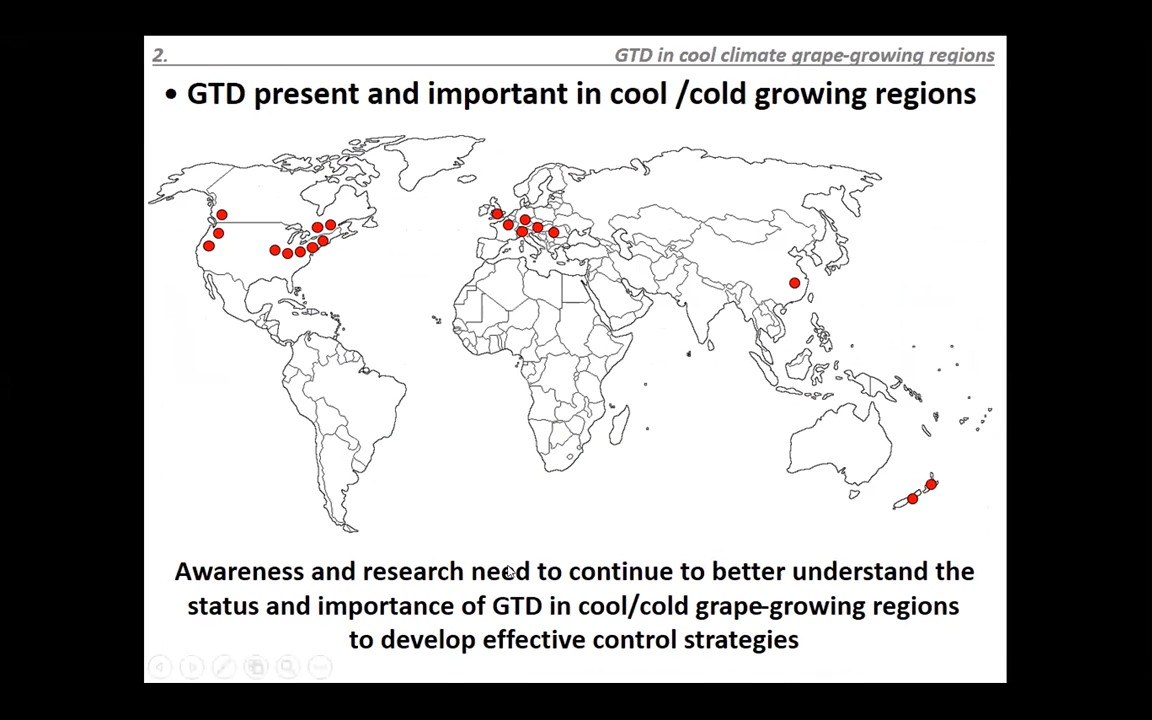 2.
GTD in cool climate grape-growing regions
• GTD present and important in cool /cold growing regions
Awareness and research need to continue to better understand the
status and importance of GTD in cool/cold grape-growing regions
to develop effective control strategies